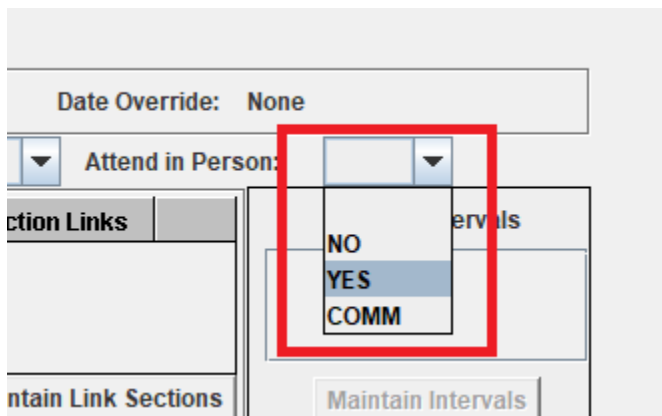 Date Override: None
Attend in Person:
ction Links
ervals
NO
YES
COMM
ntain Link Sections
Maintain Intervals